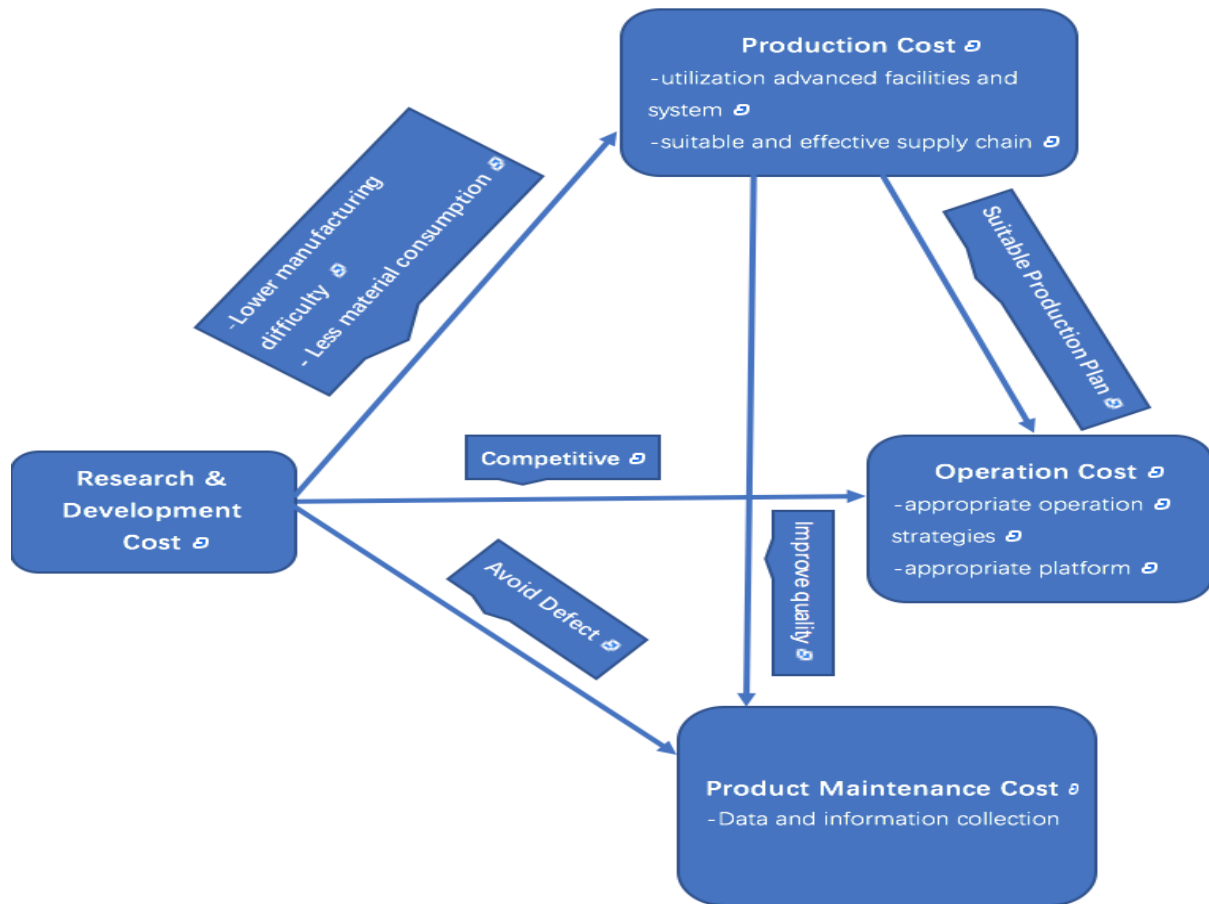 Production Cost
-utilization advanced facilities and
system
-suitable and effective supply chain
-Lower manufacturing
difficulty
- Less material consumption
Suitable Production Plan
Competitive
Research &
Development
Cost
Operation Cost
-appropriate operation
strategies
-appropriate platform
Improve quality
Avoid Defect
Product Maintenance Cost
-Data and information collection